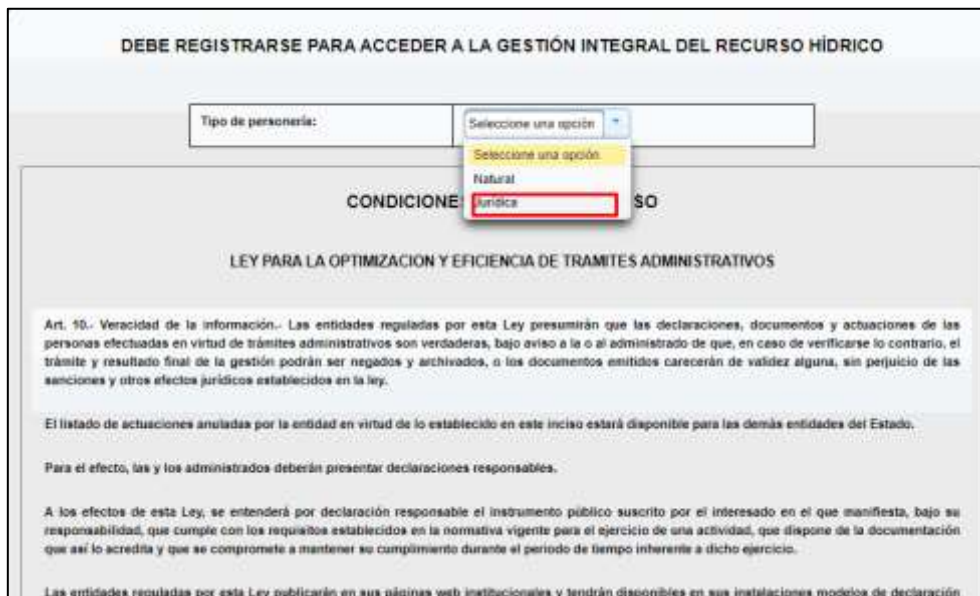 DEBE REGISTRARSE PARA ACCEDER A LA GESTIÓN INTEGRAL DEL RECURSO HÍDRICO
Tipo de personería:
Seleccione una opción
Seleccione una opción
Natural
Jurídica
CONDICIONE SO
LEY PARA LA OPTIMIZACION Y EFICIENCIA DE TRAMITES ADMINISTRATIVOS
Art. 10.- Veracidad de la información.- Las entidades reguladas por esta Ley presumirán que las declaraciones, documentos y actuaciones de las
personas efectuadas en virtud de trámites administrativos son verdaderas, bajo aviso a la o al administrado de que, en caso de verificarse lo contrario, el
trámite y resultado final de la gestión podrán ser negados y archivados, o los documentos emitidos carecerán de validez alguna, sin perjuicio de las
sanciones y otros efectos jurídicos establecidos en la ley.
El listado de actuaciones anuladas por la entidad en virtud de lo establecido en este inciso estará disponible para las demás entidades del Estado.
Para el efecto, las y los administrados deberán presentar declaraciones responsables.
A los efectos de esta Ley, se entenderá por declaración responsable el instrumento público suscrito por el interesado en el que manifiesta, bajo su
responsabilidad, que cumple con los requisitos establecidos en la normativa vigente para el ejercicio de una actividad, que dispone de la documentación
que así lo acredita y que se compromete a mantener su cumplimiento durante el periodo de tiempo inherente a dicho ejercicio.
Las entidades reguladas por esta Ley publicarán en sus páginas web institucionales y tendrán disponibles en sus instalaciones modelos de declaración